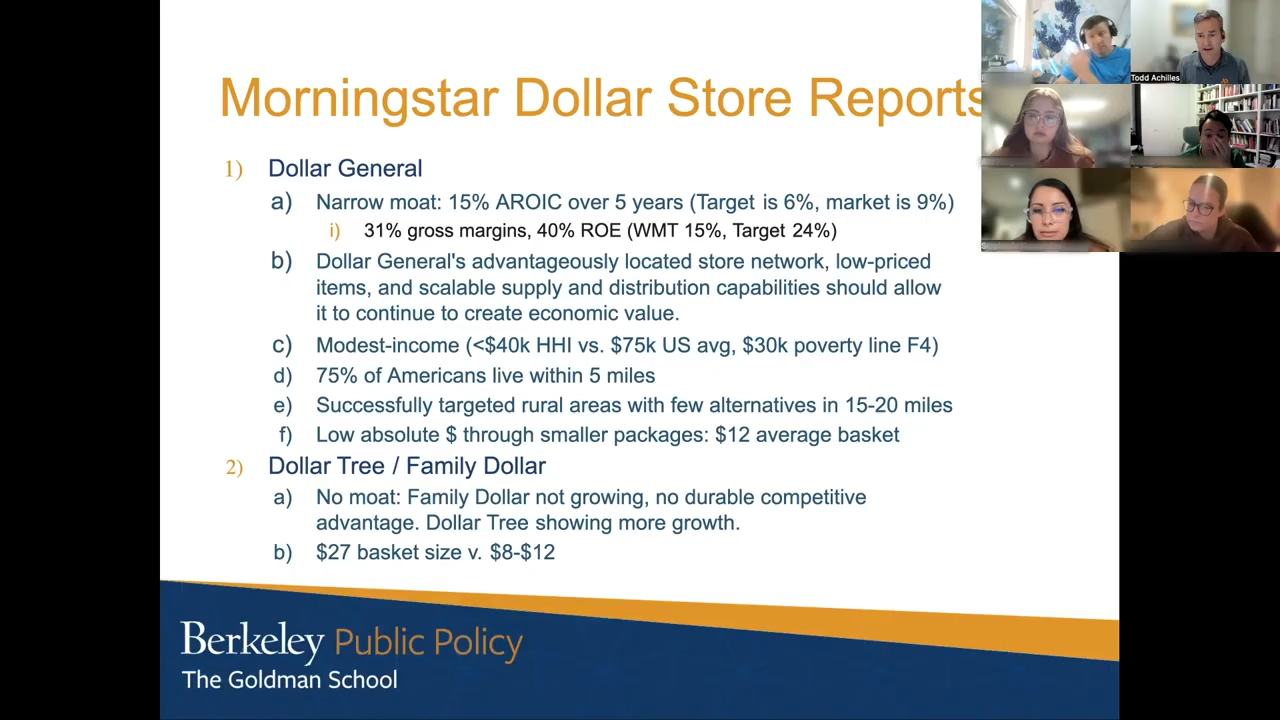 Morningstar Dollar Store Reports
Todd Achilles
1) Dollar General
a) Narrow moat: 15% AROIC over 5 years (Target is 6%, market is 9%)
i) 31% gross margins, 40% ROE (WMT 15%, Target 24%)
b) Dollar General's advantageously located store network, low-priced
items, and scalable supply and distribution capabilities should allow
it to continue to create economic value.
c) Modest-income (<$40k HHI vs. $75k US avg, $30k poverty line F4)
d) 75% of Americans live within 5 miles
e) Successfully targeted rural areas with few alternatives in 15-20 miles
f) Low absolute $ through smaller packages: $12 average basket
2) Dollar Tree / Family Dollar
a) No moat: Family Dollar not growing, no durable competitive
advantage. Dollar Tree showing more growth.
b) $27 basket size v. $8-$12
Berkeley Public Policy
The Goldman School